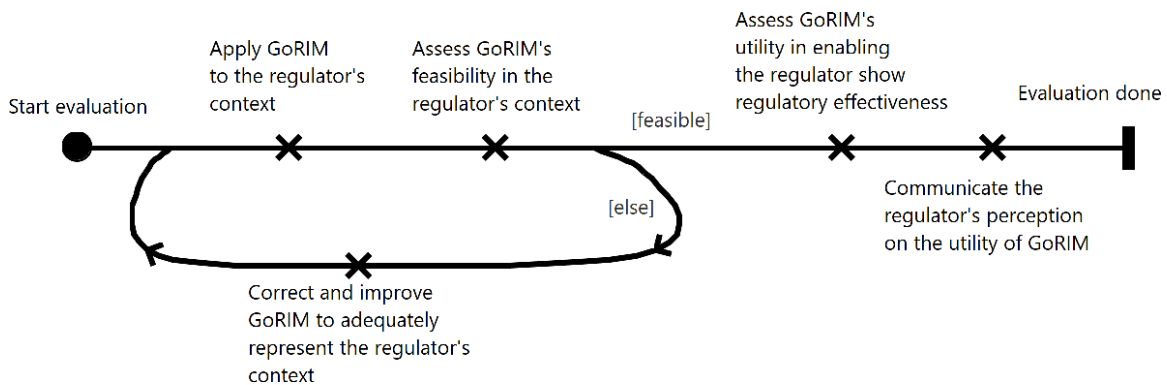 Start evaluation
Apply GoRIM
to the regulator's
context
Assess GoRIM's
feasibility in the
regulator's context
[feasible]
Assess GoRIM's
utility in enabling
the regulator show
regulatory effectiveness
Evaluation done
[else]
Communicate the
regulator's perception
on the utility of GoRIM
Correct and improve
GoRIM to adequately
represent the regulator's
context